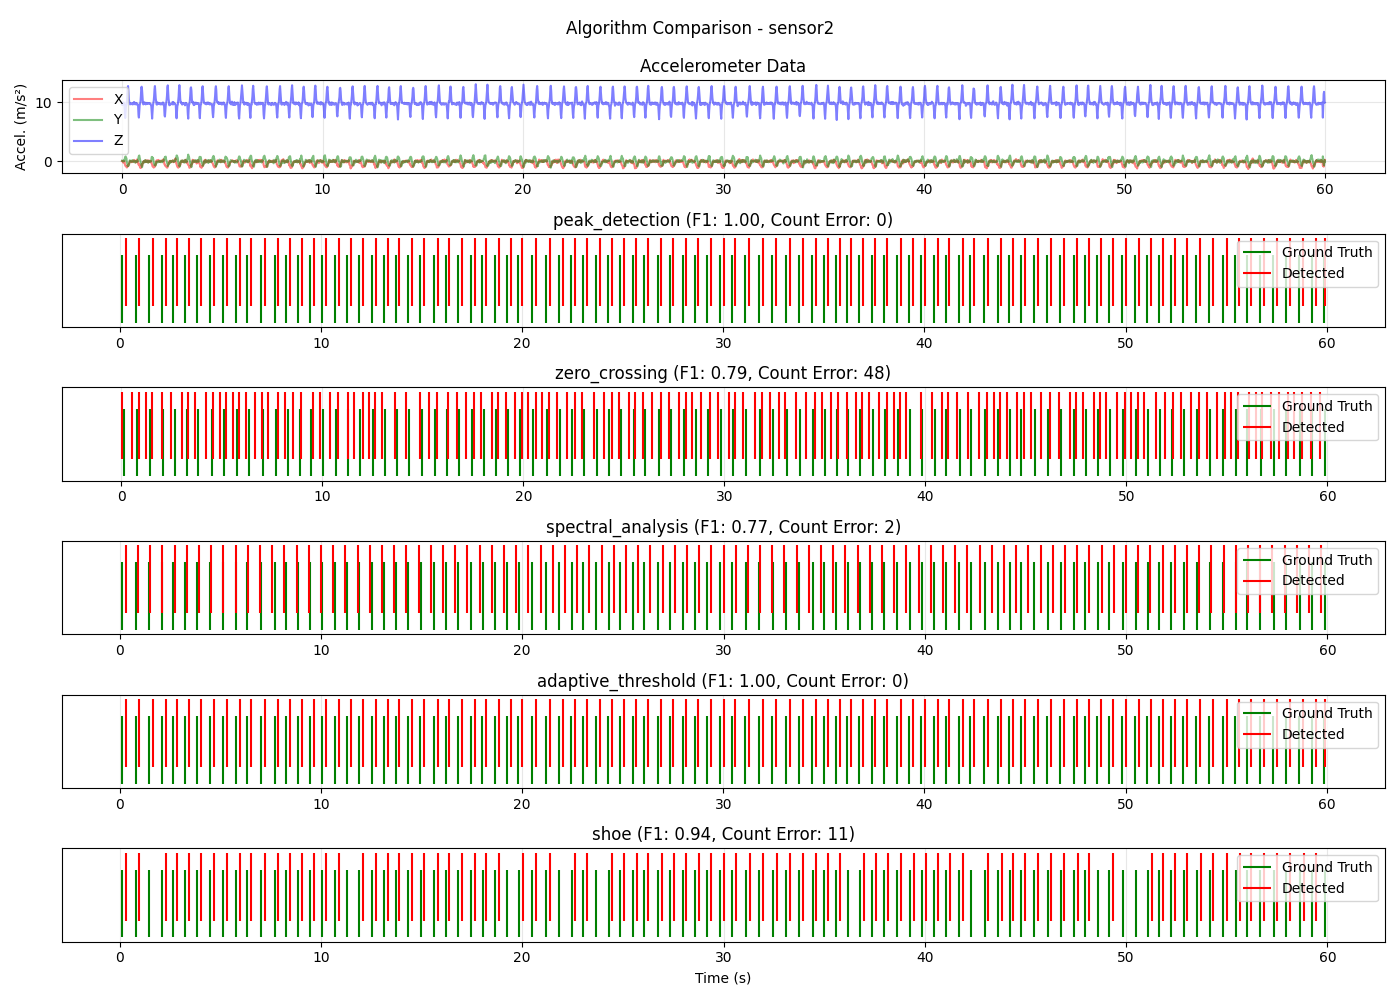 Algorithm Comparison - sensor2
Accelerometer Data
Accel. (m/s²)
10
0
X
Y
Z
0 10 20 30 40 50 60
peak_detection (F1: 1.00, Count Error: 0)
Ground Truth
Detected
0 10 20 30 40 50 60
zero_crossing (F1: 0.79, Count Error: 48)
Ground Truth
Detected
0 10 20 30 40 50 60
spectral_analysis (F1: 0.77, Count Error: 2)
Ground Truth
Detected
0 10 20 30 40 50 60
adaptive_threshold (F1: 1.00, Count Error: 0)
Ground Truth
Detected
0 10 20 30 40 50 60
shoe (F1: 0.94, Count Error: 11)
Ground Truth
Detected
0 10 20 30 40 50 60
Time (s)